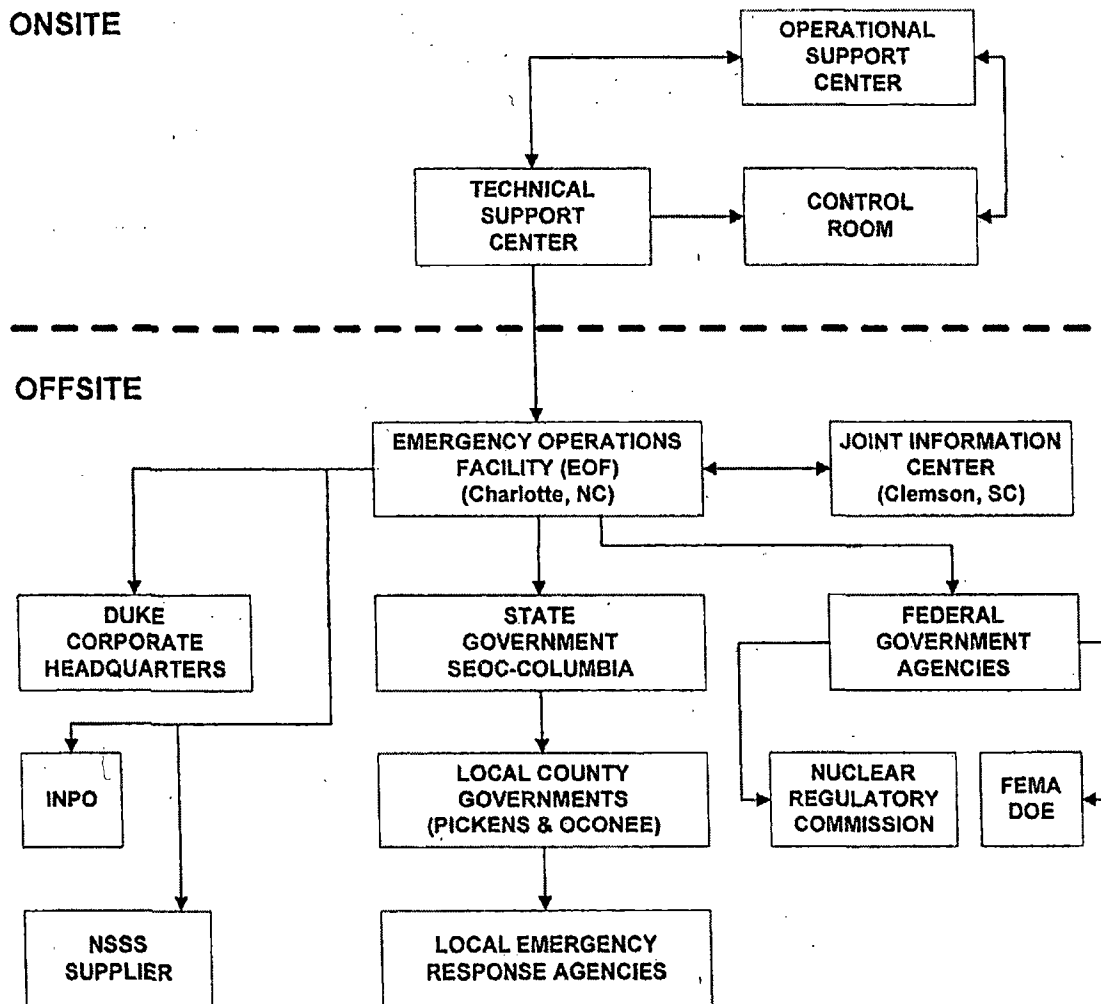 ONSITE
OPERATIONAL
SUPPORT
CENTER
TECHNICAL
SUPPORT
CENTER
CONTROL
ROOM
OFFSITE
EMERGENCY OPERATIONS
FACILITY (EOF)
(Charlotte, NC)
JOINT INFORMATION
CENTER
(Clemson, SC)
DUKE
CORPORATE
HEADQUARTERS
STATE
GOVERNMENT
SEOC-COLUMBIA
FEDERAL
GOVERNMENT
AGENCIES
INPO
LOCAL COUNTY
GOVERNMENTS
(PICKENS & OCONEE)
NUCLEAR
REGULATORY
COMMISSION
FEMA
DOE
NSSS
SUPPLIER
LOCAL EMERGENCY
RESPONSE AGENCIES